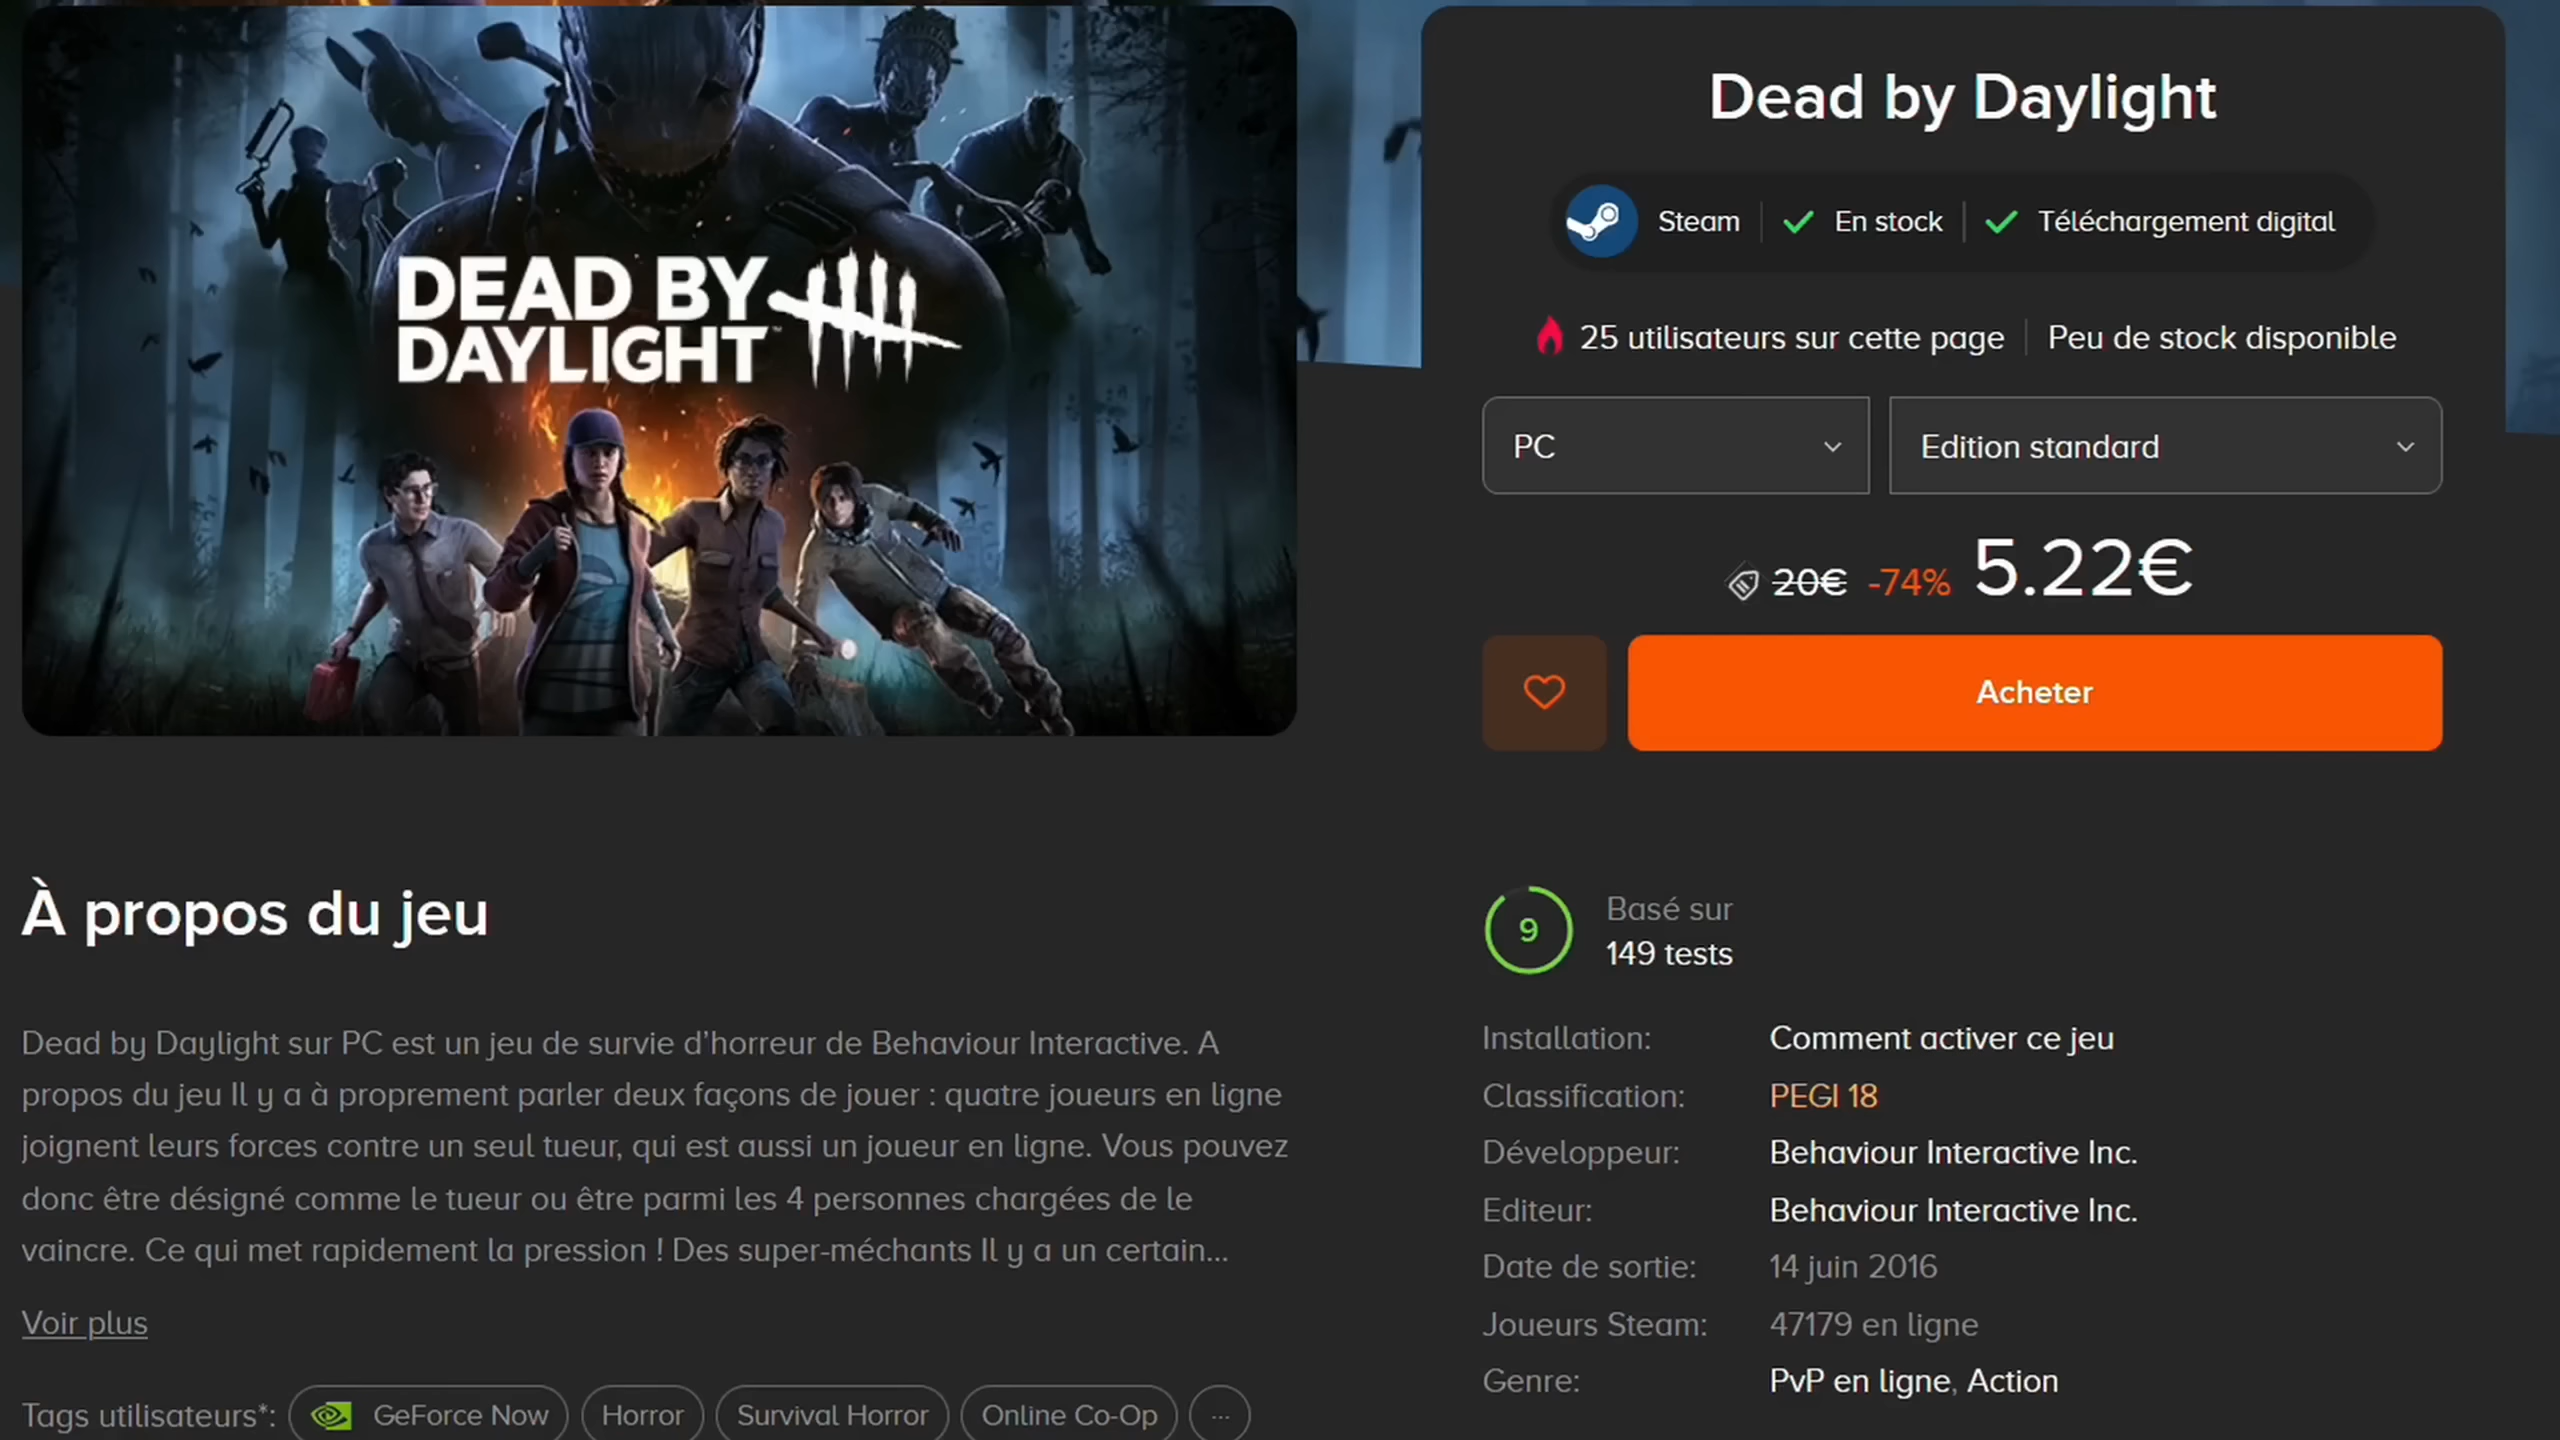 DEAD BY
DAYLIGHT™
Dead by Daylight
Steam
En stock
Téléchargement digital
25 utilisateurs sur cette page
Peu de stock disponible
PC
Edition standard
20€ -74% 5.22€
Acheter
À propos du jeu
Dead by Daylight sur PC est un jeu de survie d'horreur de Behaviour Interactive. A
propos du jeu Il y a à proprement parler deux façons de jouer : quatre joueurs en ligne
joignent leurs forces contre un seul tueur, qui est aussi un joueur en ligne. Vous pouvez
donc être désigné comme le tueur ou être parmi les 4 personnes chargées de le
vaincre. Ce qui met rapidement la pression ! Des super-méchants Il y a un certain...
Voir plus
Tags utilisateurs*: GeForce Now Horror Survival Horror Online Co-Op ...
9
Basé sur
149 tests
Installation: Comment activer ce jeu
Classification: PEGI 18
Développeur: Behaviour Interactive Inc.
Editeur: Behaviour Interactive Inc.
Date de sortie: 14 juin 2016
Joueurs Steam: 47179 en ligne
Genre: PvP en ligne, Action